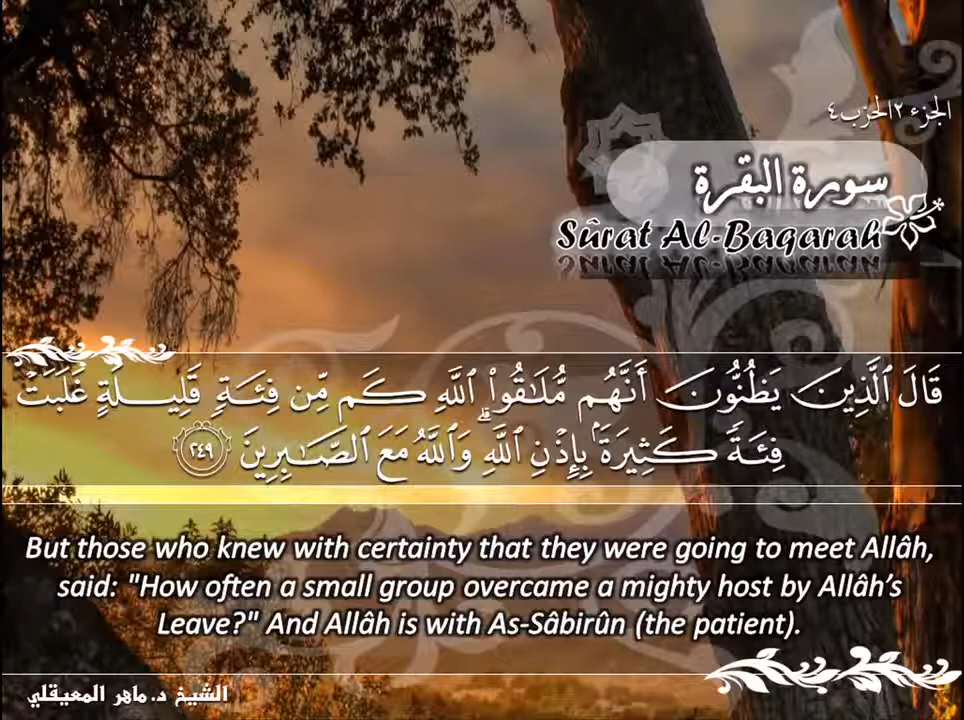 الجزء ٢ الحزب ٤
سورة البقرة
Sûrat Al-Baqarah
قَالَ ٱلَّذِينَ يَظُنُّونَ أَنَّهُم مُّلَٰقُوا۟ ٱللَّهِ كَم مِّن فِئَةٍ قَلِيلَةٍ غَلَبَتْ
فِئَةً كَثِيرَةًۢ بِإِذْنِ ٱللَّهِ ۗ وَٱللَّهُ مَعَ ٱلصَّٰبِرِينَ ٢٤٩
But those who knew with certainty that they were going to meet Allâh,
said: "How often a small group overcame a mighty host by Allâh’s
Leave?" And Allâh is with As-Sâbirûn (the patient).
الشيخ د. ماهر المعيقلي